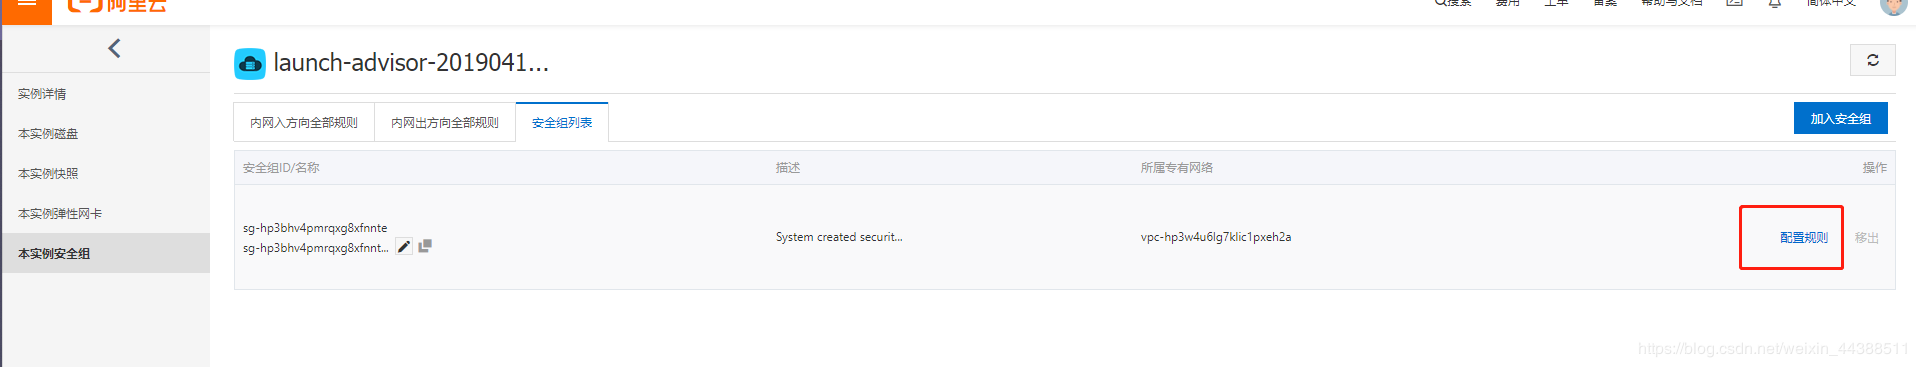 阿里云
搜索 费用 工单 备案 帮助与文档 简体中文
launch-advisor-2019041...
实例详情
本实例磁盘
本实例快照
本实例弹性网卡
本实例安全组
内网入方向全部规则 内网出方向全部规则 安全组列表 加入安全组
安全组ID/名称 描述 所属专有网络 操作
sg-hp3bhv4pmrqxg8xfnnte
sg-hp3bhv4pmrqxg8xfnnt... System created securit... vpc-hp3w4u6lg7klic1pxeh2a 配置规则 移出
https://blog.csdn.net/weixin_44388511